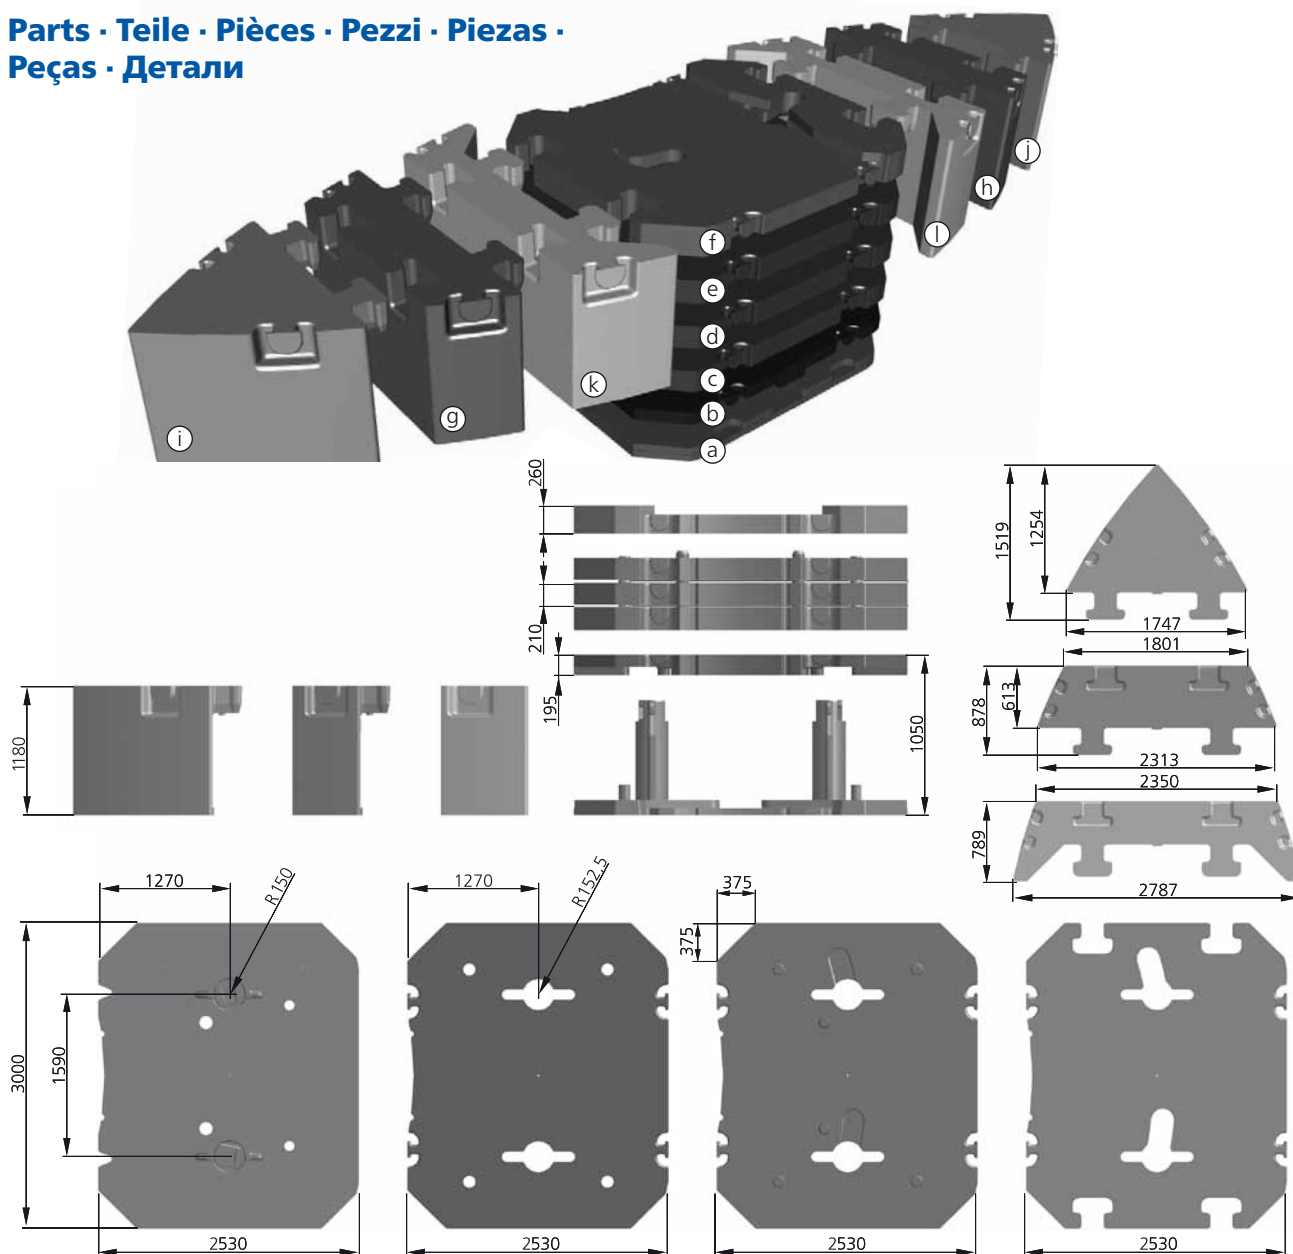 Parts · Teile · Pièces · Pezzi · Piezas ·
Peças · Детали
j
h
l
f
e
d
k
c
g
b
i
a
260
210
195
1050
1180
1519
1254
1747
1801
878
613
2313
2350
789
2787
1270
R150
1270
R152,5
375
375
3000
1590
2530
2530
2530
2530